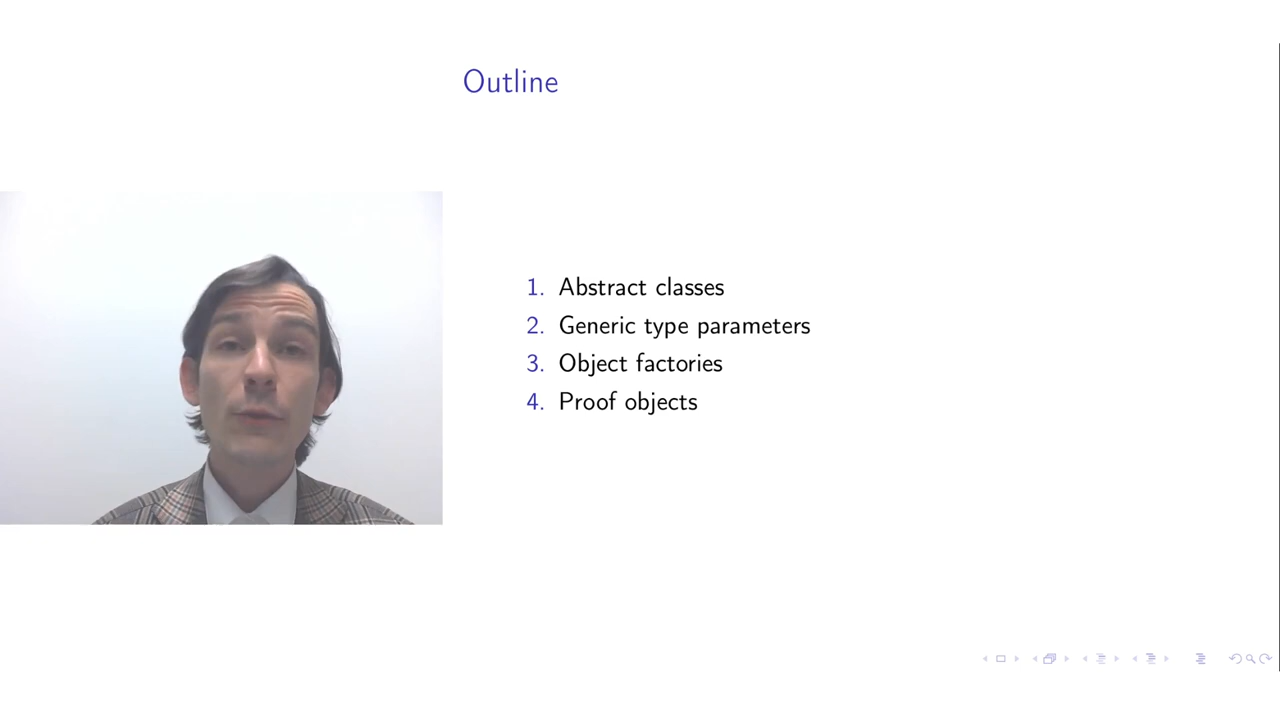 Outline
1. Abstract classes
2. Generic type parameters
3. Object factories
4. Proof objects